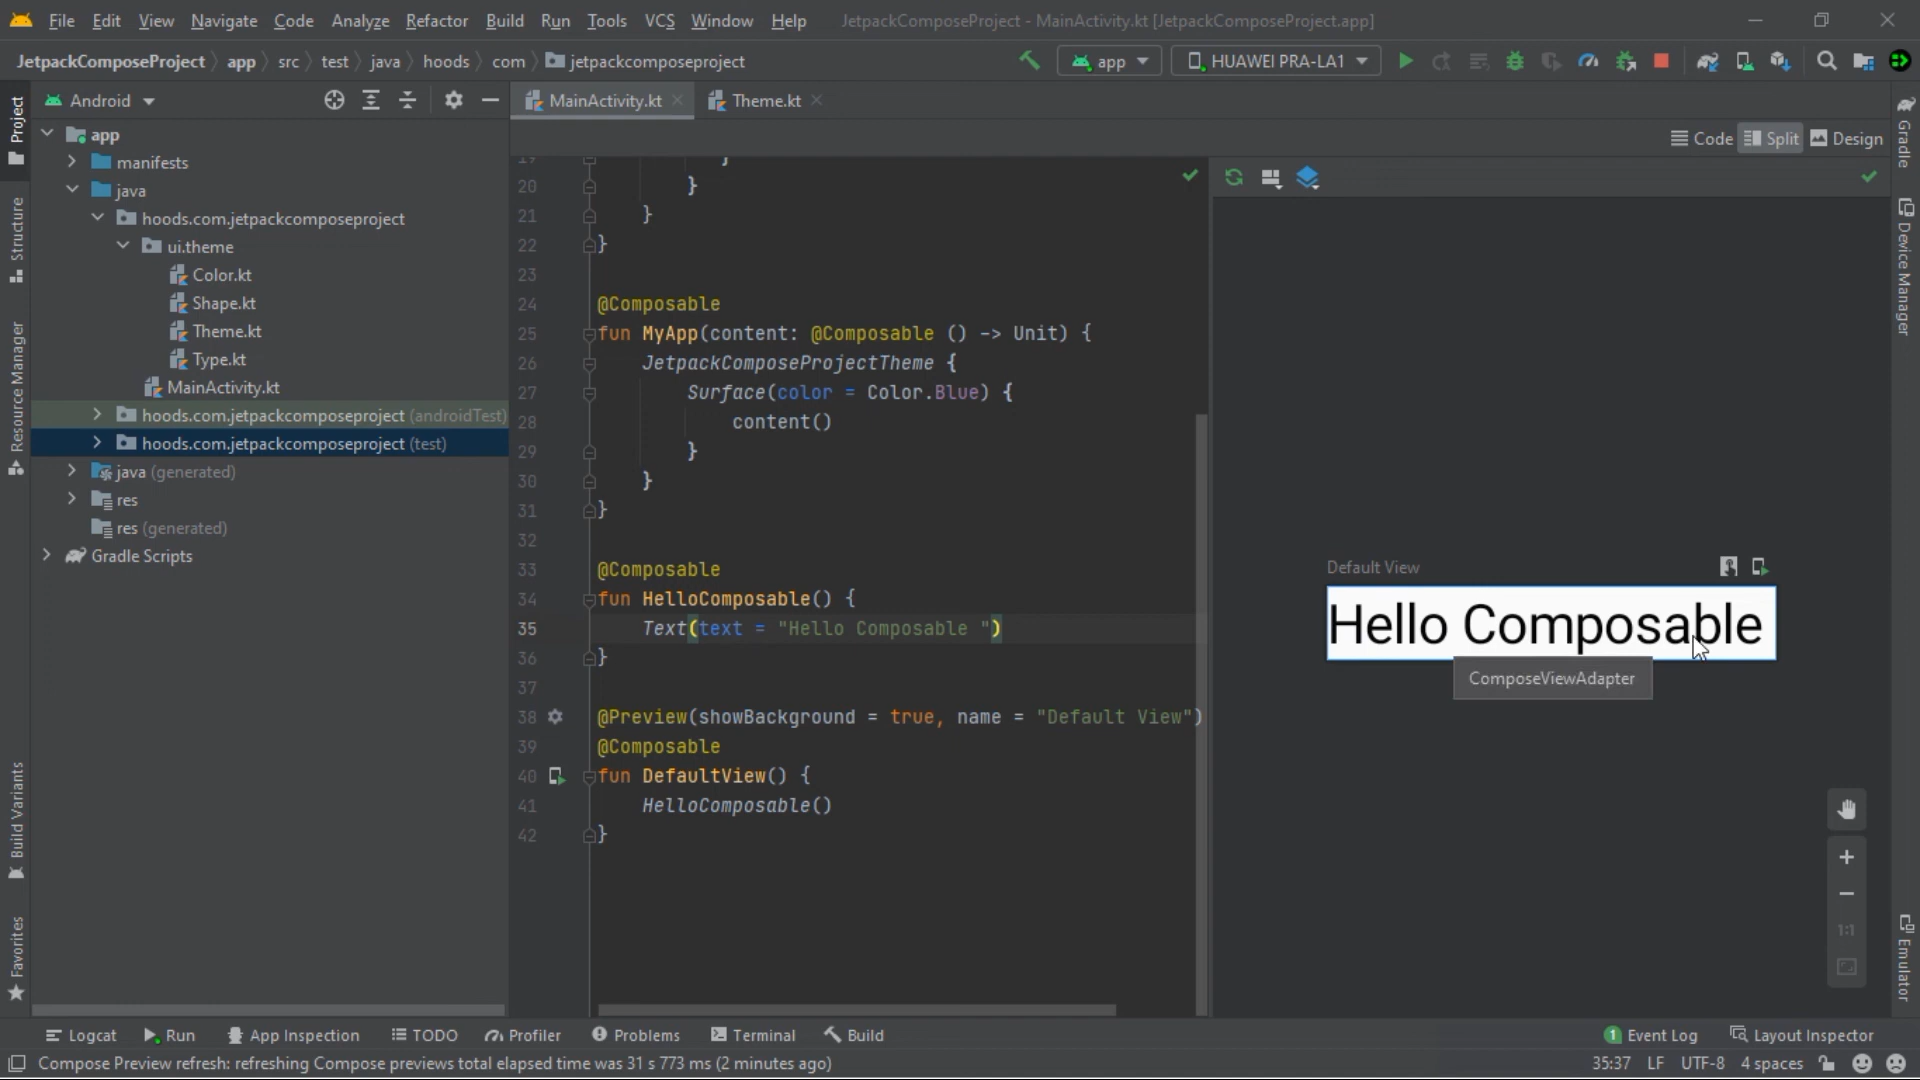 File Edit View Navigate Code Analyze Refactor Build Run Tools VCS Window Help JetpackComposeProject - MainActivity.kt [JetpackComposeProject.app]
JetpackComposeProject app src test java hoods com jetpackcomposeproject app HUAWEI PRA-LA1
Project
Structure
Resource Manager
Build Variants
Favorites
Android
app
manifests
java
hoods.com.jetpackcomposeproject
ui.theme
Color.kt
Shape.kt
Theme.kt
Type.kt
MainActivity.kt
hoods.com.jetpackcomposeproject (androidTest)
hoods.com.jetpackcomposeproject (test)
java (generated)
res
res (generated)
Gradle Scripts
MainActivity.kt Theme.kt
Code Split Design
19 }
20 }
21 }
22 }
23
24 @Composable
25 fun MyApp(content: @Composable () -> Unit) {
26 JetpackComposeProjectTheme {
27 Surface(color = Color.Blue) {
28 content()
29 }
30 }
31 }
32
33 @Composable
34 fun HelloComposable() {
35 Text(text = "Hello Composable ")
36 }
37
38 @Preview(showBackground = true, name = "Default View")
39 @Composable
40 fun DefaultView() {
41 HelloComposable()
42 }
Default View
Hello Composable
ComposeViewAdapter
1:1
Gradle
Device Manager
Emulator
Logcat Run App Inspection TODO Profiler Problems Terminal Build 1 Event Log Layout Inspector
Compose Preview refresh: refreshing Compose previews total elapsed time was 31 s 773 ms (2 minutes ago) 35:37 LF UTF-8 4 spaces